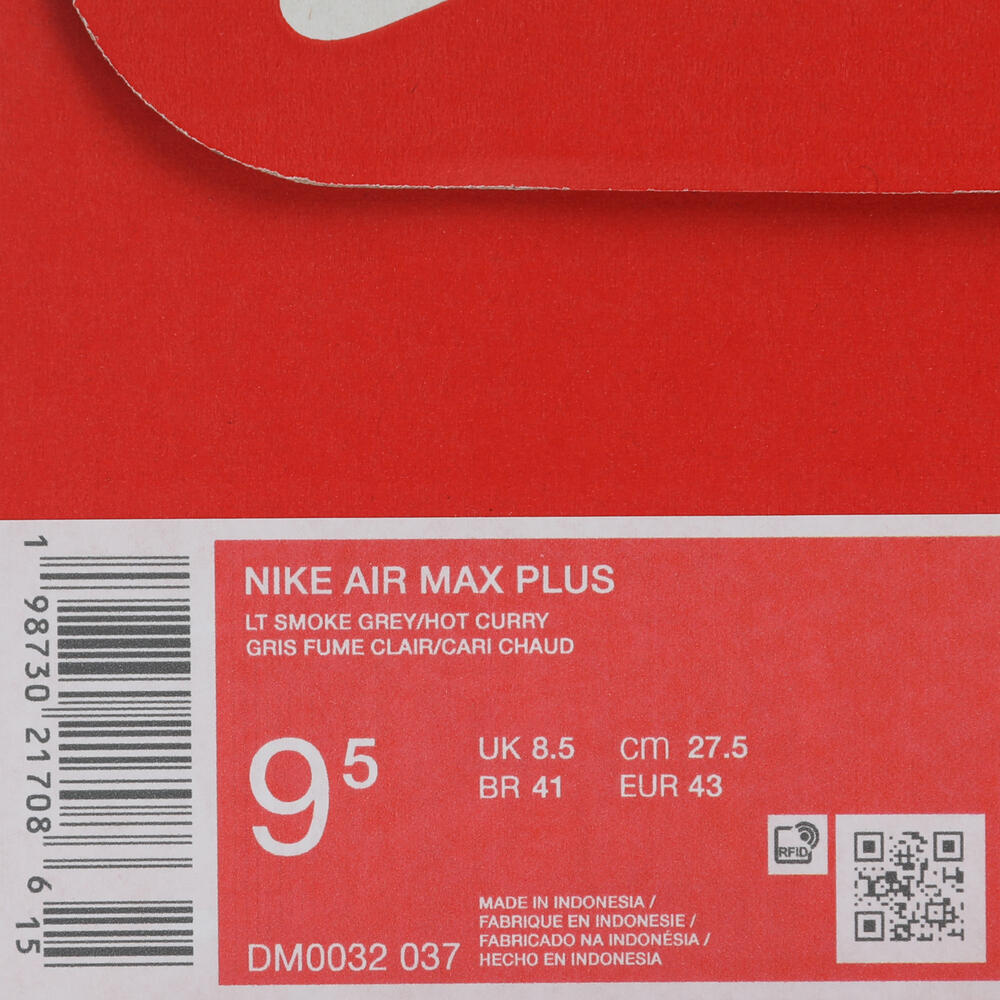 NIKE AIR MAX PLUS
LT SMOKE GREY/HOT CURRY
GRIS FUME CLAIR/CARI CHAUD
9⁵
UK 8.5 cm 27.5
BR 41 EUR 43
RFID
MADE IN INDONESIA /
FABRIQUE EN INDONESIE /
FABRICADO NA INDONÉSIA /
HECHO EN INDONESIA
DM0032 037
1 98730 21708 6 15